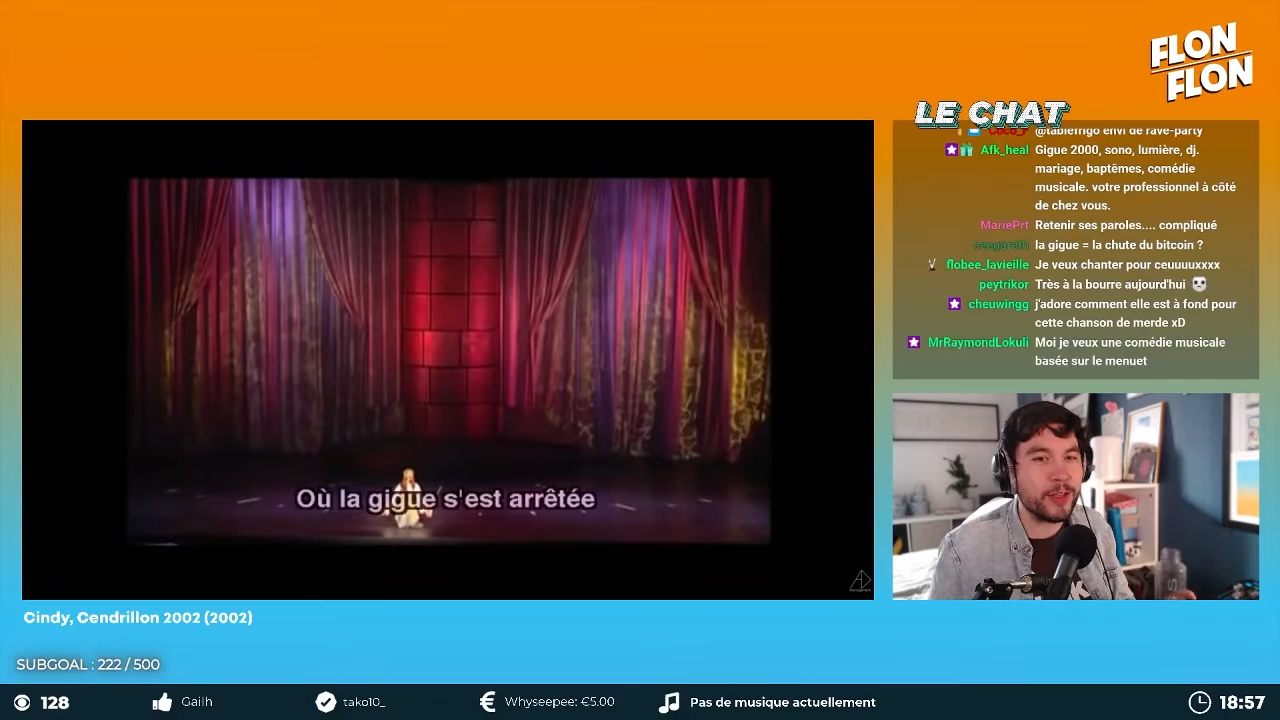 FLON
FLON
LE CHAT
@tablefrigo envi de rave-party
Afk_heal Gigue 2000, sono, lumière, dj.
mariage, baptêmes, comédie
musicale. votre professionnel à côté
de chez vous.
MariePrt Retenir ses paroles.... compliqué
la gigue = la chute du bitcoin ?
flobee_lavieille Je veux chanter pour ceuuuuxxxx
peytrikor Très à la bourre aujourd'hui
cheuwingg j'adore comment elle est à fond pour
cette chanson de merde xD
MrRaymondLokuli Moi je veux une comédie musicale
basée sur le menuet
Où la gigue s'est arrêtée
Cindy, Cendrillon 2002 (2002)
SUBGOAL : 222 / 500
128
Gailh
tako10_
€ Whyseepee: €5.00
Pas de musique actuellement
18:57